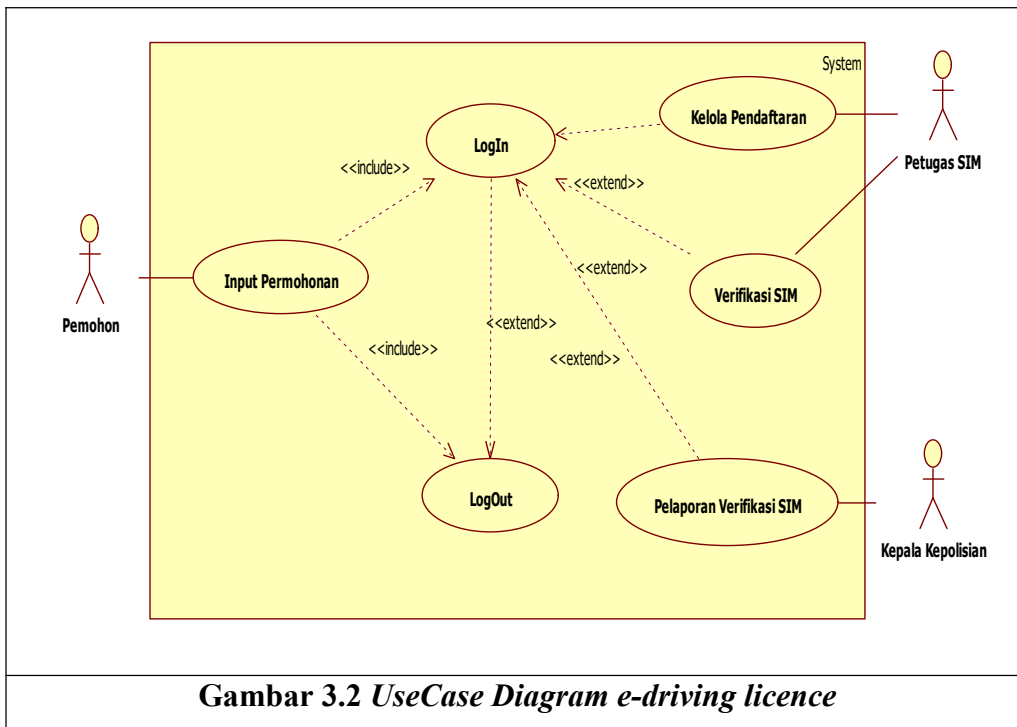 System
Kelola Pendaftaran
Petugas SIM
LogIn
<<include>>
<<extend>>
Pemohon
Input Permohonan
<<extend>>
Verifikasi SIM
<<include>>
<<extend>>
<<extend>>
LogOut
Pelaporan Verifikasi SIM
Kepala Kepolisian
Gambar 3.2 UseCase Diagram e-driving licence